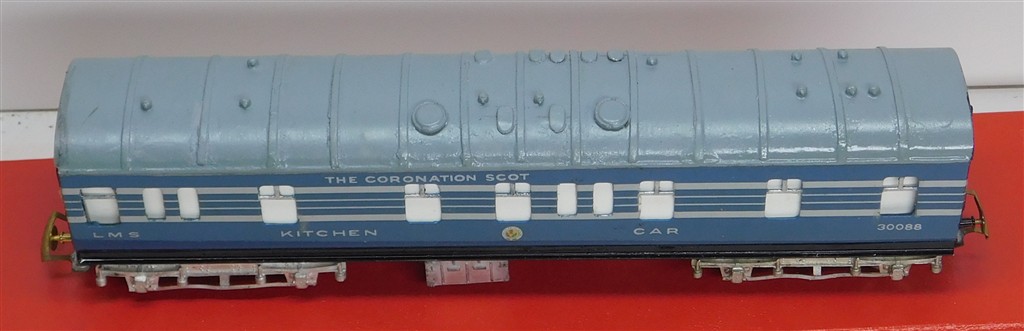 THE CORONATION SCOT
LMS KITCHEN CAR 30088